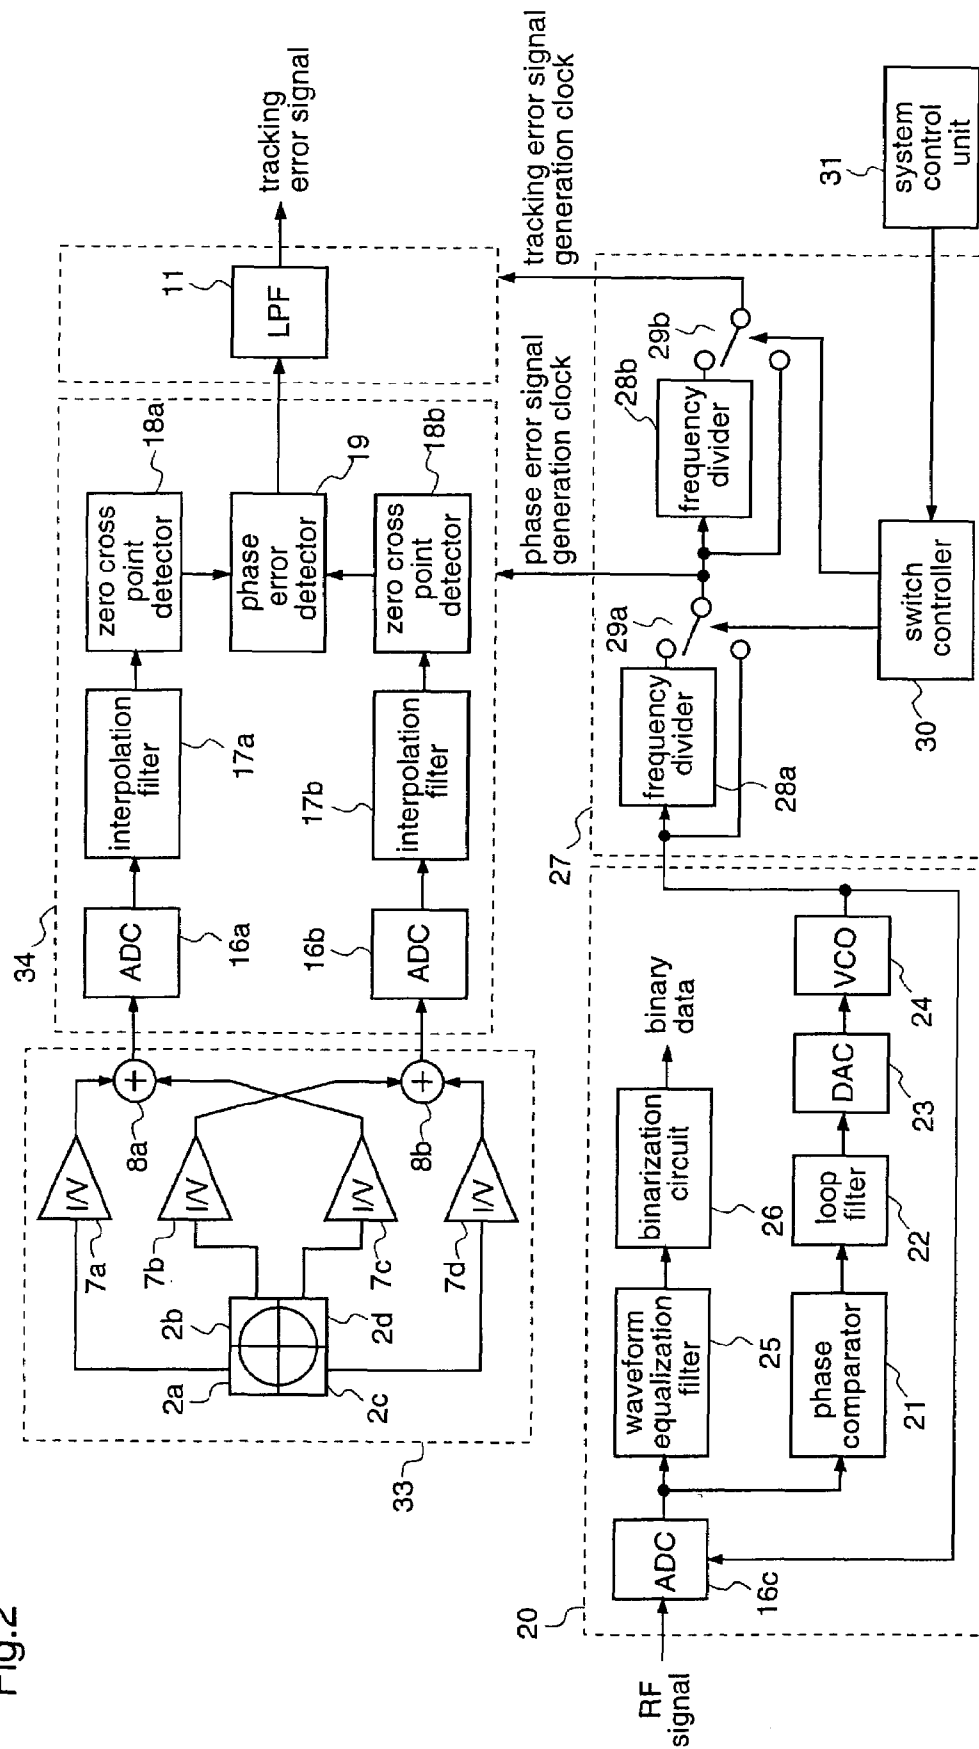 Fig.2
33
2a
2b
2c
2d
7a
I/V
7b
I/V
7c
I/V
7d
I/V
8a
+
8b
+
34
ADC
16a
interpolation
filter
17a
zero cross
point
detector
18a
phase
error
detector
19
ADC
16b
interpolation
filter
17b
zero cross
point
detector
18b
LPF
11
tracking
error signal
phase error signal
generation clock
tracking error signal
generation clock
20
RF
signal
ADC
16c
waveform
equalization
filter
25
binarization
circuit
26
binary
data
phase
comparator
21
loop
filter
22
DAC
23
VCO
24
27
frequency
divider
28a
29a
frequency
divider
28b
29b
switch
controller
30
system
control
unit
31